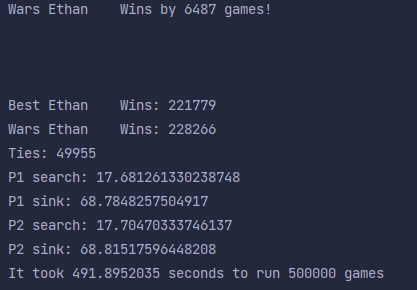 Wars Ethan    Wins by 6487 games!
Best Ethan    Wins: 221779
Wars Ethan    Wins: 228266
Ties: 49955
P1 search: 17.681261330238748
P1 sink: 68.7848257504917
P2 search: 17.70470333746137
P2 sink: 68.81517596448208
It took 491.8952035 seconds to run 500000 games